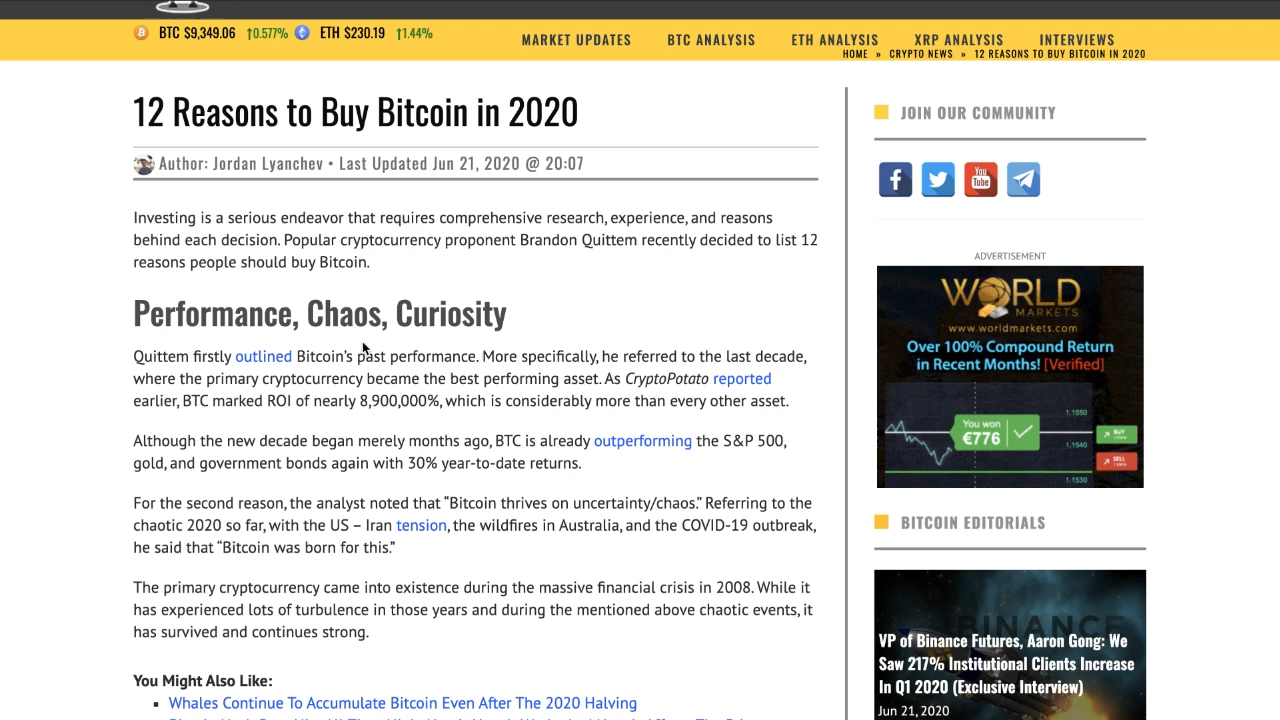 BTC $9,349.06 ↑0.577% ETH $230.19 ↑1.44%
MARKET UPDATES BTC ANALYSIS ETH ANALYSIS XRP ANALYSIS INTERVIEWS
HOME » CRYPTO NEWS » 12 REASONS TO BUY BITCOIN IN 2020
12 Reasons to Buy Bitcoin in 2020
Author: Jordan Lyanchev • Last Updated Jun 21, 2020 @ 20:07
Investing is a serious endeavor that requires comprehensive research, experience, and reasons
behind each decision. Popular cryptocurrency proponent Brandon Quittem recently decided to list 12
reasons people should buy Bitcoin.
Performance, Chaos, Curiosity
Quittem firstly outlined Bitcoin's past performance. More specifically, he referred to the last decade,
where the primary cryptocurrency became the best performing asset. As CryptoPotato reported
earlier, BTC marked ROI of nearly 8,900,000%, which is considerably more than every other asset.
Although the new decade began merely months ago, BTC is already outperforming the S&P 500,
gold, and government bonds again with 30% year-to-date returns.
For the second reason, the analyst noted that “Bitcoin thrives on uncertainty/chaos.” Referring to the
chaotic 2020 so far, with the US – Iran tension, the wildfires in Australia, and the COVID-19 outbreak,
he said that “Bitcoin was born for this.”
The primary cryptocurrency came into existence during the massive financial crisis in 2008. While it
has experienced lots of turbulence in those years and during the mentioned above chaotic events, it
has survived and continues strong.
You Might Also Like:
Whales Continue To Accumulate Bitcoin Even After The 2020 Halving
JOIN OUR COMMUNITY
You
Tube
ADVERTISEMENT
WORLD
MARKETS
www.worldmarkets.com
Over 100% Compound Return
in Recent Months! [Verified]
You won
€776
1.1550
BUY
1.1540
SELL
1.1530
BITCOIN EDITORIALS
BINANCE
VP of Binance Futures, Aaron Gong: We
Saw 217% Institutional Clients Increase
In Q1 2020 (Exclusive Interview)
Jun 21, 2020